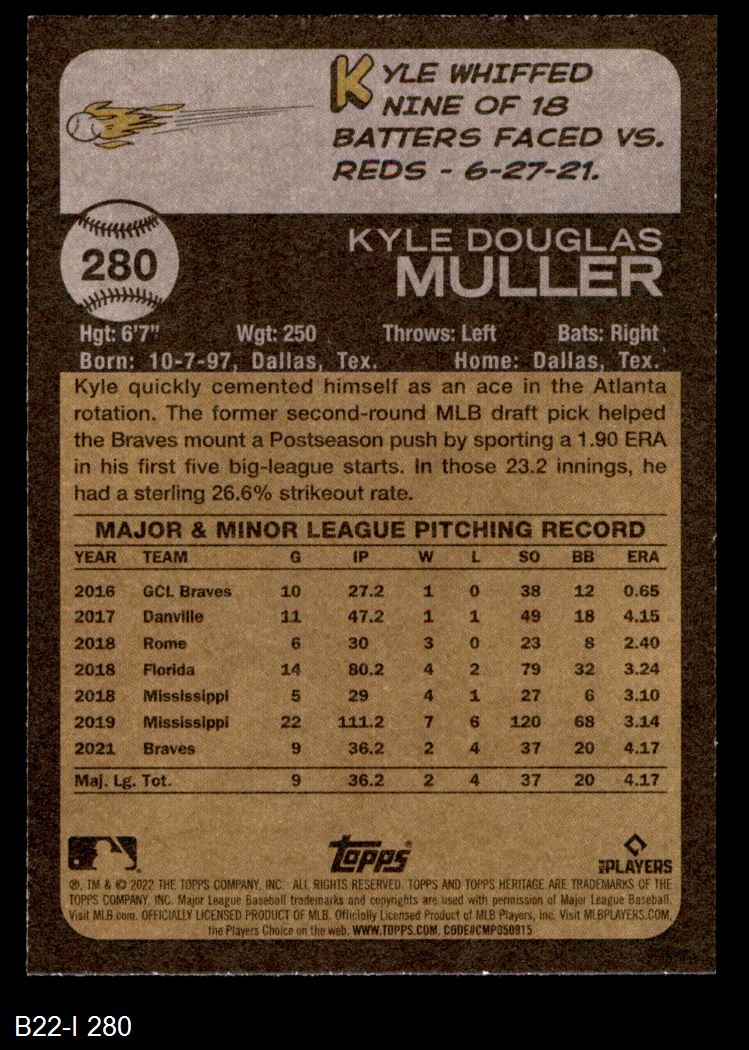 KYLE WHIFFED
NINE OF 18
BATTERS FACED VS.
REDS - 6-27-21.
280
KYLE DOUGLAS
MULLER
Hgt: 6'7" Wgt: 250 Throws: Left Bats: Right
Born: 10-7-97, Dallas, Tex. Home: Dallas, Tex.
Kyle quickly cemented himself as an ace in the Atlanta
rotation. The former second-round MLB draft pick helped
the Braves mount a Postseason push by sporting a 1.90 ERA
in his first five big-league starts. In those 23.2 innings, he
had a sterling 26.6% strikeout rate.
MAJOR & MINOR LEAGUE PITCHING RECORD
YEAR TEAM G IP W L SO BB ERA
2016 GCL Braves 10 27.2 1 0 38 12 0.65
2017 Danville 11 47.2 1 1 49 18 4.15
2018 Rome 6 30 3 0 23 8 2.40
2018 Florida 14 80.2 4 2 79 32 3.24
2018 Mississippi 5 29 4 1 27 6 3.10
2019 Mississippi 22 111.2 7 6 120 68 3.14
2021 Braves 9 36.2 2 4 37 20 4.17
Maj. Lg. Tot. 9 36.2 2 4 37 20 4.17
Topps®
MLB PLAYERS
®, TM & © 2022 THE TOPPS COMPANY, INC. ALL RIGHTS RESERVED. TOPPS AND TOPPS HERITAGE ARE TRADEMARKS OF THE
TOPPS COMPANY, INC. Major League Baseball trademarks and copyrights are used with permission of Major League Baseball.
Visit MLB.com. OFFICIALLY LICENSED PRODUCT OF MLB. Officially Licensed Product of MLB Players, Inc. Visit MLBPLAYERS.COM,
the Players Choice on the web. WWW.TOPPS.COM. CODE#CMP050915
B22-I 280